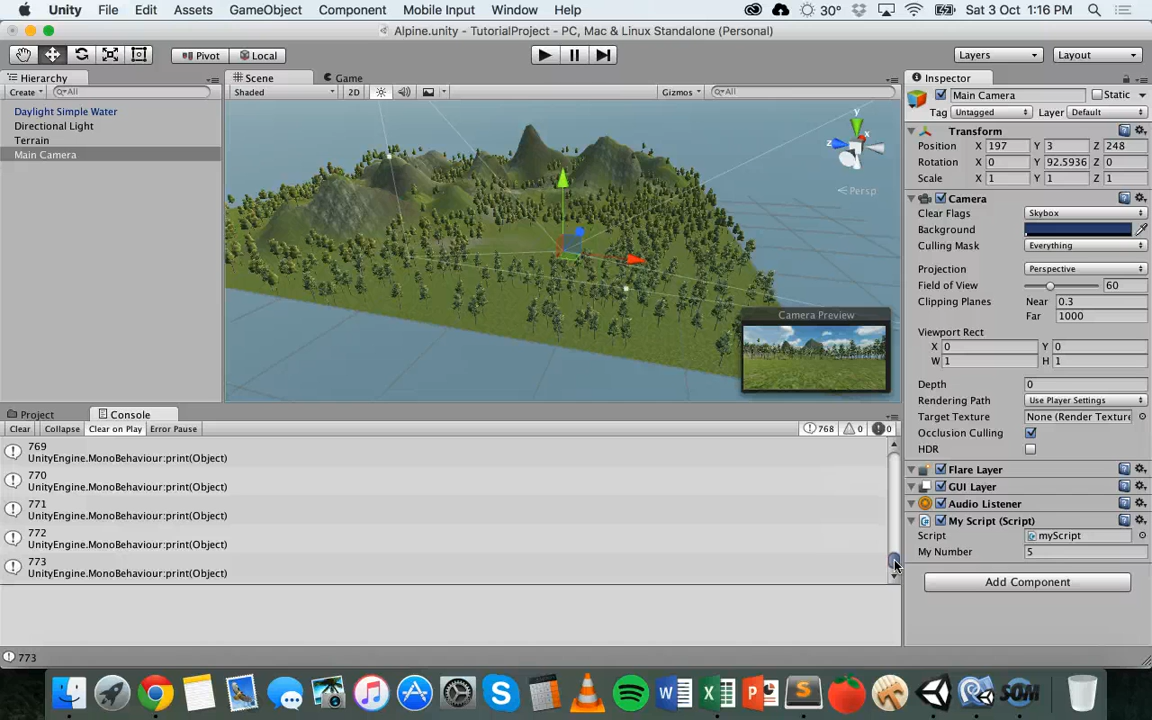 Unity File Edit Assets GameObject Component Mobile Input Window Help 30° Sat 3 Oct 1:16 PM
Alpine.unity - TutorialProject - PC, Mac & Linux Standalone (Personal)
Pivot Local Layers Layout
Hierarchy Scene Game Inspector
Create All Shaded 2D Gizmos All
Main Camera Static
Tag Untagged Layer Default
Daylight Simple Water
Directional Light
Terrain
Main Camera
y
x
z
Persp
Camera Preview
Transform
Position X 197 Y 3 Z 248
Rotation X 0 Y 92.5936 Z 0
Scale X 1 Y 1 Z 1
Camera
Clear Flags Skybox
Background
Culling Mask Everything
Projection Perspective
Field of View 60
Clipping Planes Near 0.3
Far 1000
Viewport Rect
X 0 Y 0
W 1 H 1
Depth 0
Rendering Path Use Player Settings
Target Texture None (Render Texture
Occlusion Culling
HDR
Flare Layer
GUI Layer
Audio Listener
My Script (Script)
Script myScript
My Number 5
Add Component
Project Console
Clear Collapse Clear on Play Error Pause 768 0 0
769
UnityEngine.MonoBehaviour:print(Object)
770
UnityEngine.MonoBehaviour:print(Object)
771
UnityEngine.MonoBehaviour:print(Object)
772
UnityEngine.MonoBehaviour:print(Object)
773
UnityEngine.MonoBehaviour:print(Object)
773
W X P S SOM